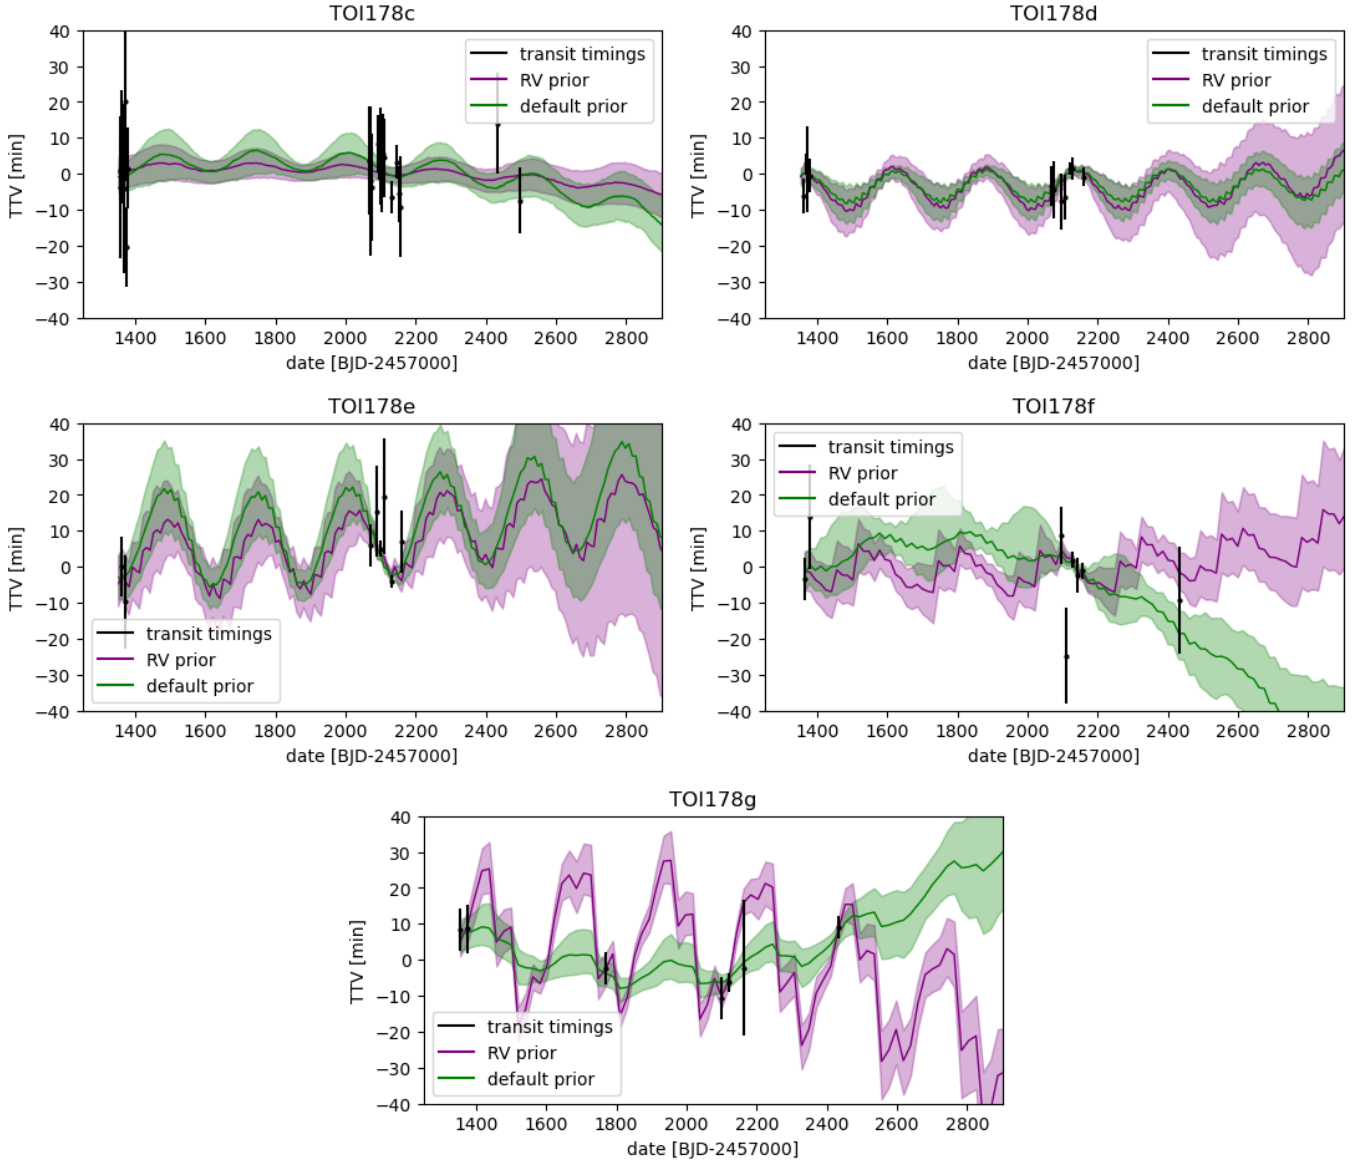 TOI178c
40
30
20
10
0
−10
−20
−30
−40
TTV [min]
transit timings
RV prior
default prior
1400 1600 1800 2000 2200 2400 2600 2800
date [BJD-2457000]
TOI178d
40
30
20
10
0
−10
−20
−30
−40
TTV [min]
transit timings
RV prior
default prior
1400 1600 1800 2000 2200 2400 2600 2800
date [BJD-2457000]
TOI178e
40
30
20
10
0
−10
−20
−30
−40
TTV [min]
transit timings
RV prior
default prior
1400 1600 1800 2000 2200 2400 2600 2800
date [BJD-2457000]
TOI178f
40
30
20
10
0
−10
−20
−30
−40
TTV [min]
transit timings
RV prior
default prior
1400 1600 1800 2000 2200 2400 2600 2800
date [BJD-2457000]
TOI178g
40
30
20
10
0
−10
−20
−30
−40
TTV [min]
transit timings
RV prior
default prior
1400 1600 1800 2000 2200 2400 2600 2800
date [BJD-2457000]